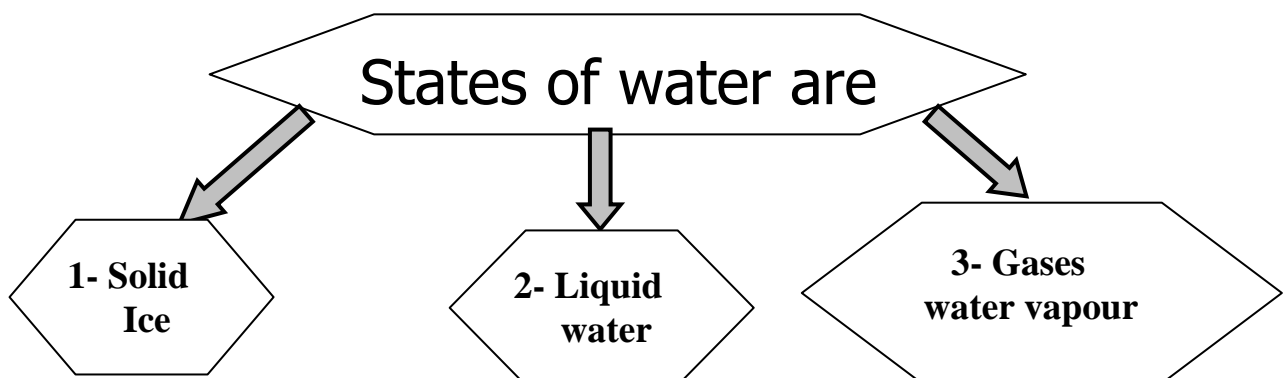 States of water are
1- Solid
Ice
2- Liquid
water
3- Gases
water vapour